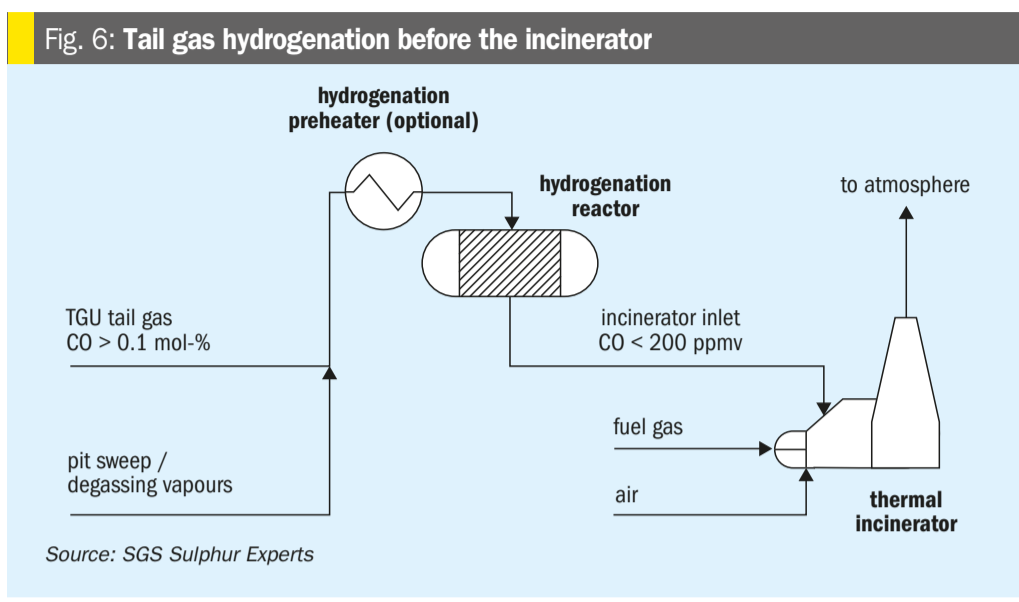 Fig. 6: Tail gas hydrogenation before the incinerator
hydrogenation
preheater (optional)
hydrogenation
reactor
to atmosphere
TGU tail gas
CO > 0.1 mol-%
incinerator inlet
CO < 200 ppmv
fuel gas
pit sweep /
degassing vapours
air
thermal
incinerator
Source: SGS Sulphur Experts